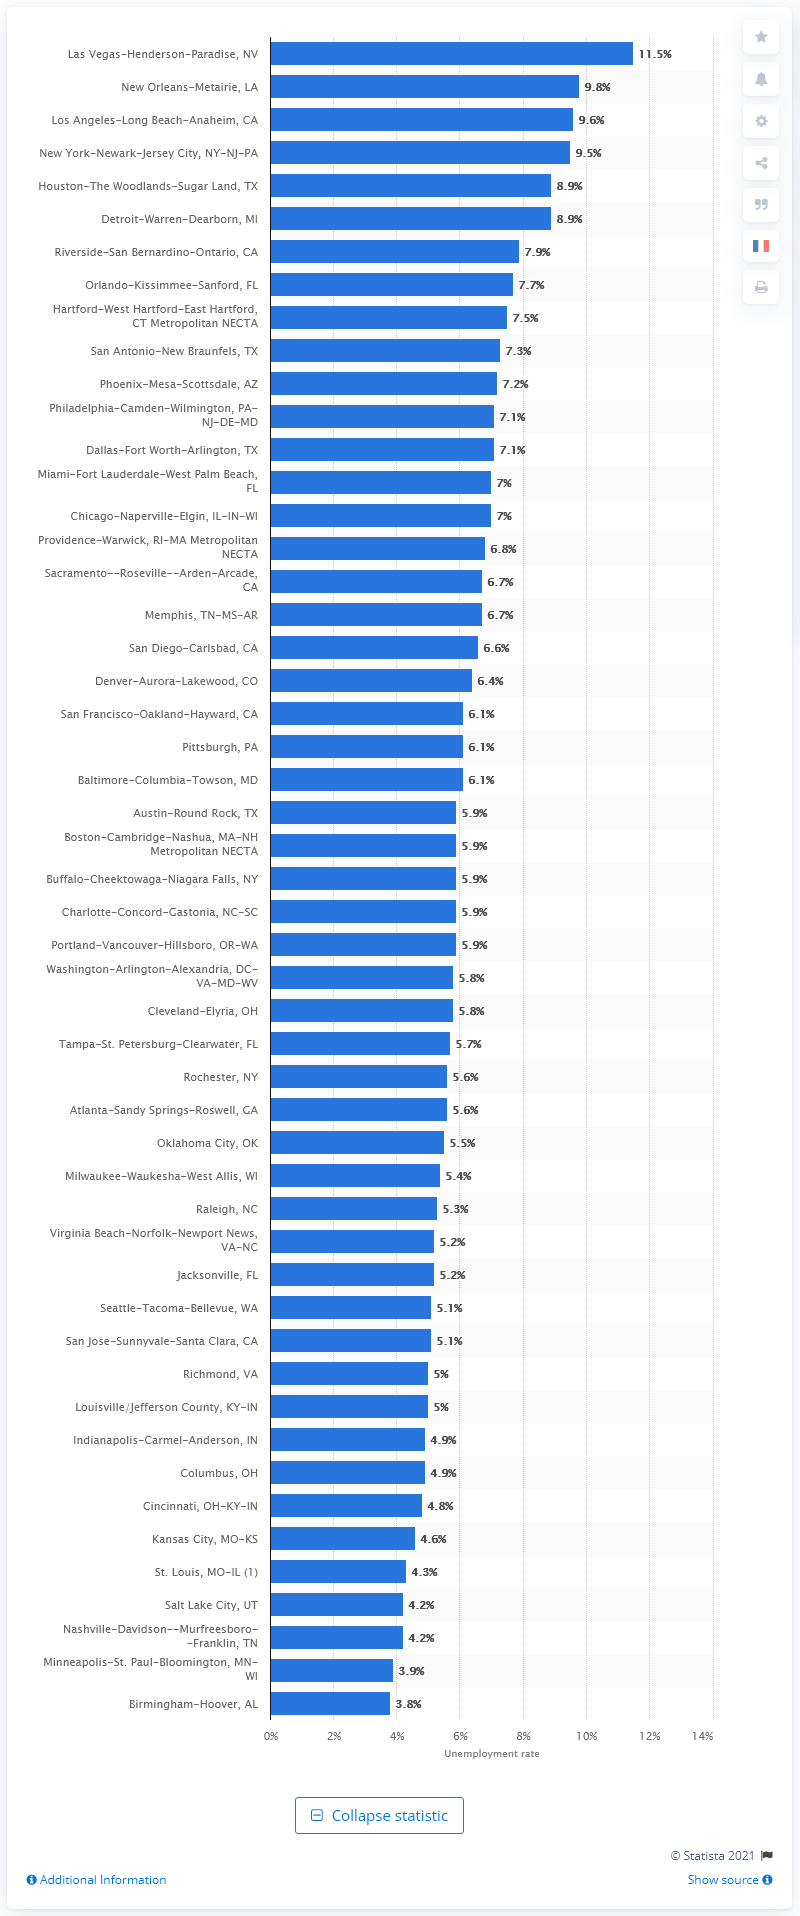 Las Vegas-Henderson-Paradise, NV 11.5%
New Orleans-Metairie, LA 9.8%
Los Angeles-Long Beach-Anaheim, CA 9.6%
New York-Newark-Jersey City, NY-NJ-PA 9.5%
Houston-The Woodlands-Sugar Land, TX 8.9%
Detroit-Warren-Dearborn, MI 8.9%
Riverside-San Bernardino-Ontario, CA 7.9%
Orlando-Kissimmee-Sanford, FL 7.7%
Hartford-West Hartford-East Hartford,
CT Metropolitan NECTA 7.5%
San Antonio-New Braunfels, TX 7.3%
Phoenix-Mesa-Scottsdale, AZ 7.2%
Philadelphia-Camden-Wilmington, PA-
NJ-DE-MD 7.1%
Dallas-Fort Worth-Arlington, TX 7.1%
Miami-Fort Lauderdale-West Palm Beach,
FL 7%
Chicago-Naperville-Elgin, IL-IN-WI 7%
Providence-Warwick, RI-MA Metropolitan
NECTA 6.8%
Sacramento--Roseville--Arden-Arcade,
CA 6.7%
Memphis, TN-MS-AR 6.7%
San Diego-Carlsbad, CA 6.6%
Denver-Aurora-Lakewood, CO 6.4%
San Francisco-Oakland-Hayward, CA 6.1%
Pittsburgh, PA 6.1%
Baltimore-Columbia-Towson, MD 6.1%
Austin-Round Rock, TX 5.9%
Boston-Cambridge-Nashua, MA-NH
Metropolitan NECTA 5.9%
Buffalo-Cheektowaga-Niagara Falls, NY 5.9%
Charlotte-Concord-Gastonia, NC-SC 5.9%
Portland-Vancouver-Hillsboro, OR-WA 5.9%
Washington-Arlington-Alexandria, DC-
VA-MD-WV 5.8%
Cleveland-Elyria, OH 5.8%
Tampa-St. Petersburg-Clearwater, FL 5.7%
Rochester, NY 5.6%
Atlanta-Sandy Springs-Roswell, GA 5.6%
Oklahoma City, OK 5.5%
Milwaukee-Waukesha-West Allis, WI 5.4%
Raleigh, NC 5.3%
Virginia Beach-Norfolk-Newport News,
VA-NC 5.2%
Jacksonville, FL 5.2%
Seattle-Tacoma-Bellevue, WA 5.1%
San Jose-Sunnyvale-Santa Clara, CA 5.1%
Richmond, VA 5%
Louisville/Jefferson County, KY-IN 5%
Indianapolis-Carmel-Anderson, IN 4.9%
Columbus, OH 4.9%
Cincinnati, OH-KY-IN 4.8%
Kansas City, MO-KS 4.6%
St. Louis, MO-IL (1) 4.3%
Salt Lake City, UT 4.2%
Nashville-Davidson--Murfreesboro-
-Franklin, TN 4.2%
Minneapolis-St. Paul-Bloomington, MN-
WI 3.9%
Birmingham-Hoover, AL 3.8%
0% 2% 4% 6% 8% 10% 12% 14%
Unemployment rate
Collapse statistic
© Statista 2021
Additional Information
Show source